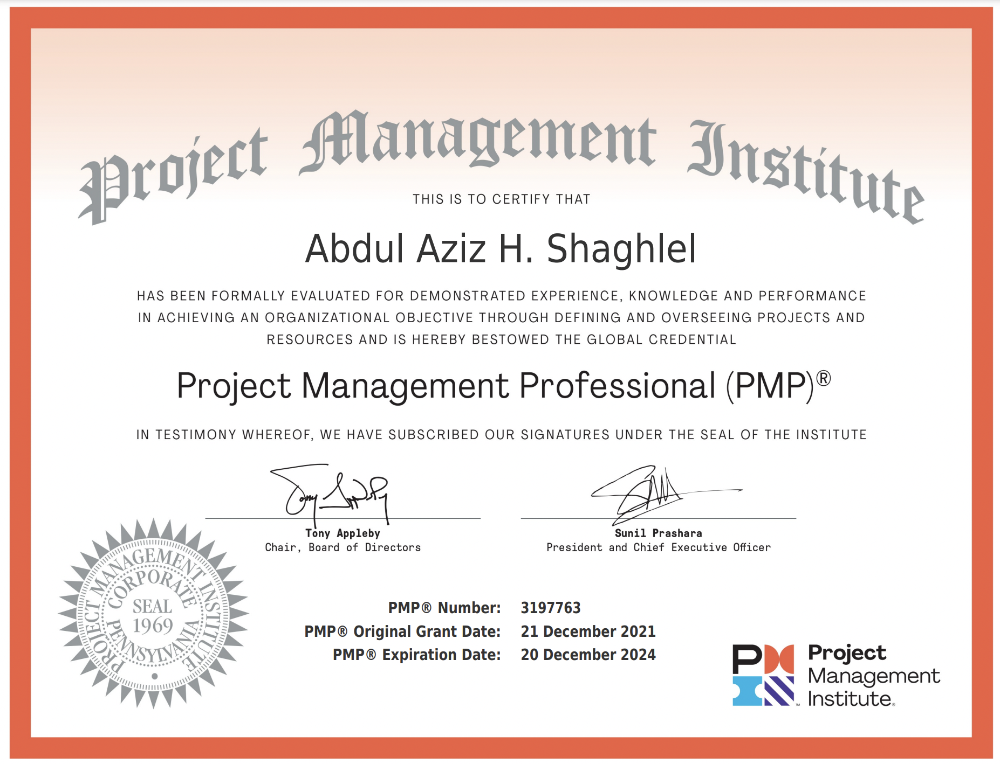 Project Management Institute
THIS IS TO CERTIFY THAT
Abdul Aziz H. Shaghlel
HAS BEEN FORMALLY EVALUATED FOR DEMONSTRATED EXPERIENCE, KNOWLEDGE AND PERFORMANCE
IN ACHIEVING AN ORGANIZATIONAL OBJECTIVE THROUGH DEFINING AND OVERSEEING PROJECTS AND
RESOURCES AND IS HEREBY BESTOWED THE GLOBAL CREDENTIAL
Project Management Professional (PMP)®
IN TESTIMONY WHEREOF, WE HAVE SUBSCRIBED OUR SIGNATURES UNDER THE SEAL OF THE INSTITUTE
Tony Appleby
Chair, Board of Directors
Sunil Prashara
President and Chief Executive Officer
PROJECT MANAGEMENT INSTITUTE
CORPORATE
SEAL
1969
PENNSYLVANIA
PMP® Number: 3197763
PMP® Original Grant Date: 21 December 2021
PMP® Expiration Date: 20 December 2024
PM
™
Project
Management
Institute®